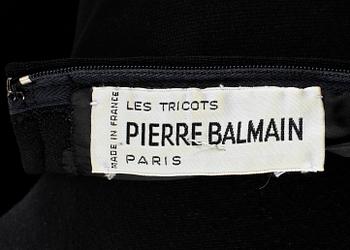 MADE IN FRANCE
LES TRICOTS
PIERRE BALMAIN
PARIS